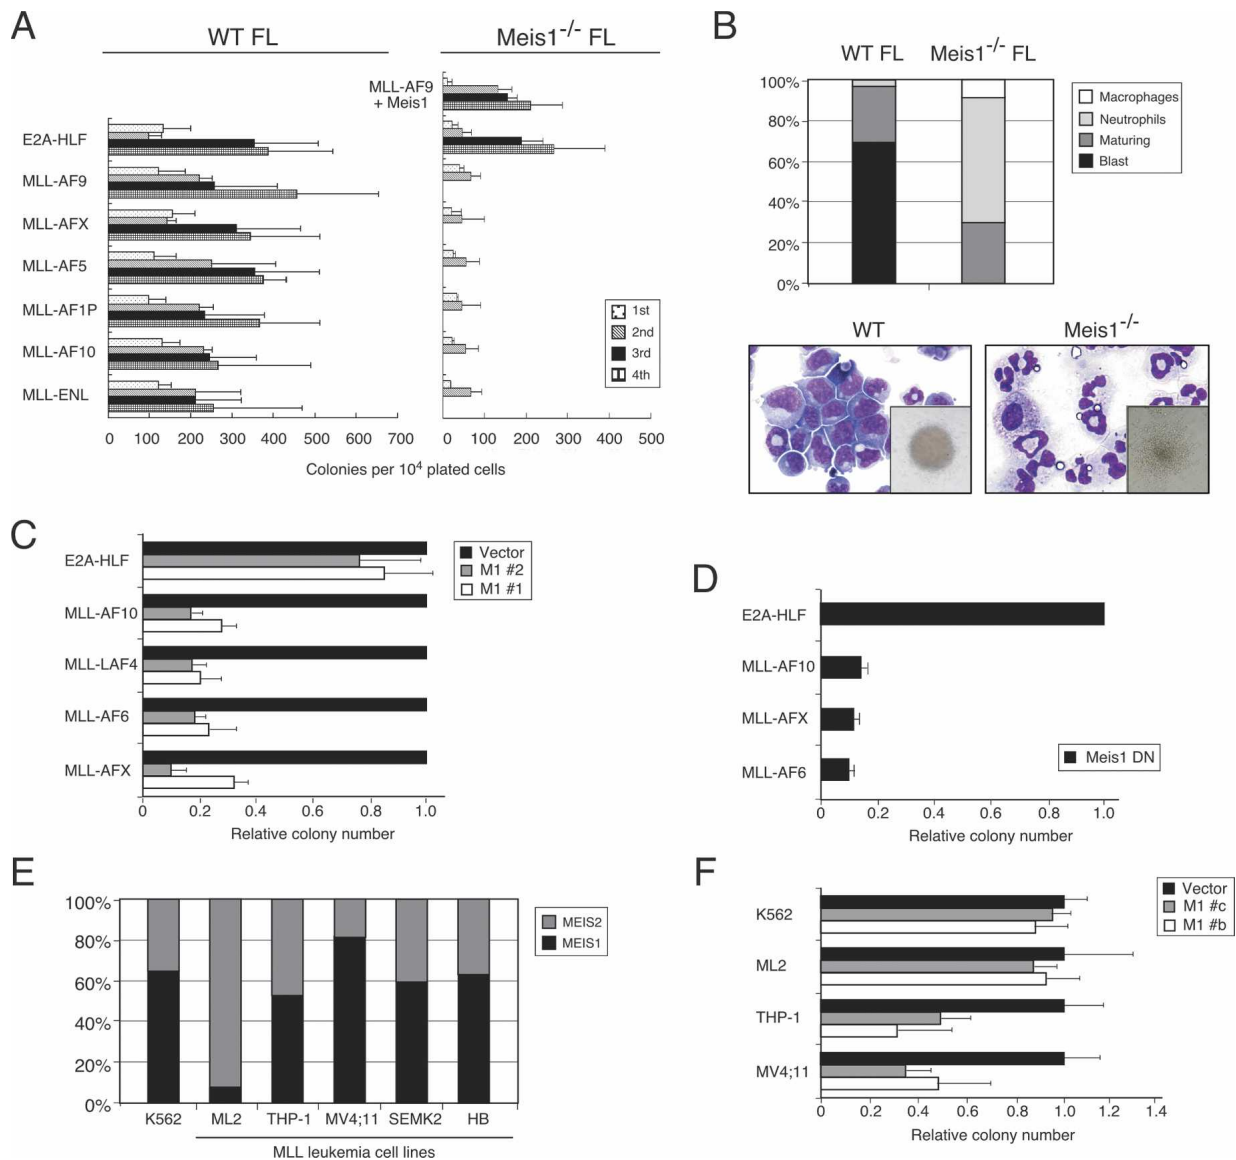 A
WT FL
Meis1-/- FL
MLL-AF9
+ Meis1
E2A-HLF
MLL-AF9
MLL-AFX
MLL-AF5
MLL-AF1P
MLL-AF10
MLL-ENL
1st
2nd
3rd
4th
0 100 200 300 400 500 600 700
0 100 200 300 400 500
Colonies per 10⁴ plated cells
B
WT FL
Meis1-/- FL
100%
80%
60%
40%
20%
0%
Macrophages
Neutrophils
Maturing
Blast
WT
Meis1-/-
C
E2A-HLF
MLL-AF10
MLL-LAF4
MLL-AF6
MLL-AFX
Vector
M1 #2
M1 #1
0 0.2 0.4 0.6 0.8 1.0
Relative colony number
D
E2A-HLF
MLL-AF10
MLL-AFX
MLL-AF6
Meis1 DN
0 0.2 0.4 0.6 0.8 1.0
Relative colony number
E
100%
80%
60%
40%
20%
0%
MEIS2
MEIS1
K562 ML2 THP-1 MV4;11 SEMK2 HB
MLL leukemia cell lines
F
K562
ML2
THP-1
MV4;11
Vector
M1 #c
M1 #b
0 0.2 0.4 0.6 0.8 1.0 1.2 1.4
Relative colony number